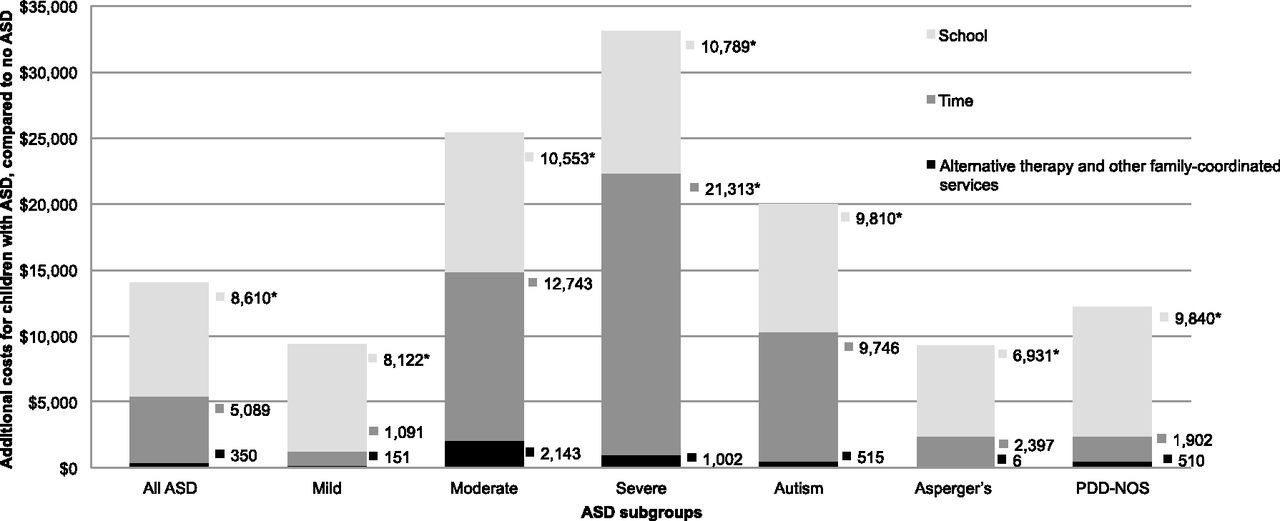 Additional costs for children with ASD, compared to no ASD
$35,000
$30,000
$25,000
$20,000
$15,000
$10,000
$5,000
$0
School
Time
Alternative therapy and other family-coordinated
services
8,610*
5,089
350
8,122*
1,091
151
10,553*
12,743
2,143
10,789*
21,313*
1,002
9,810*
9,746
515
6,931*
2,397
6
9,840*
1,902
510
All ASD
Mild
Moderate
Severe
Autism
Asperger's
PDD-NOS
ASD subgroups